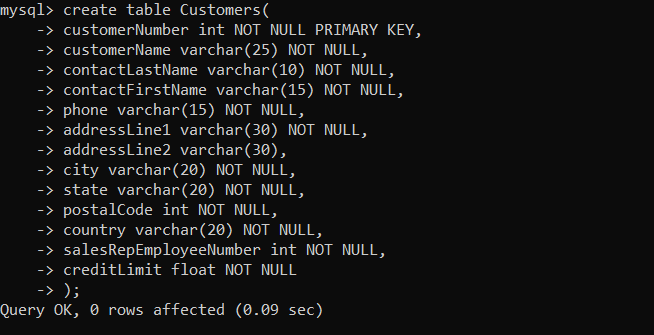 mysql> create table Customers(
    -> customerNumber int NOT NULL PRIMARY KEY,
    -> customerName varchar(25) NOT NULL,
    -> contactLastName varchar(10) NOT NULL,
    -> contactFirstName varchar(15) NOT NULL,
    -> phone varchar(15) NOT NULL,
    -> addressLine1 varchar(30) NOT NULL,
    -> addressLine2 varchar(30),
    -> city varchar(20) NOT NULL,
    -> state varchar(20) NOT NULL,
    -> postalCode int NOT NULL,
    -> country varchar(20) NOT NULL,
    -> salesRepEmployeeNumber int NOT NULL,
    -> creditLimit float NOT NULL
    -> );
Query OK, 0 rows affected (0.09 sec)